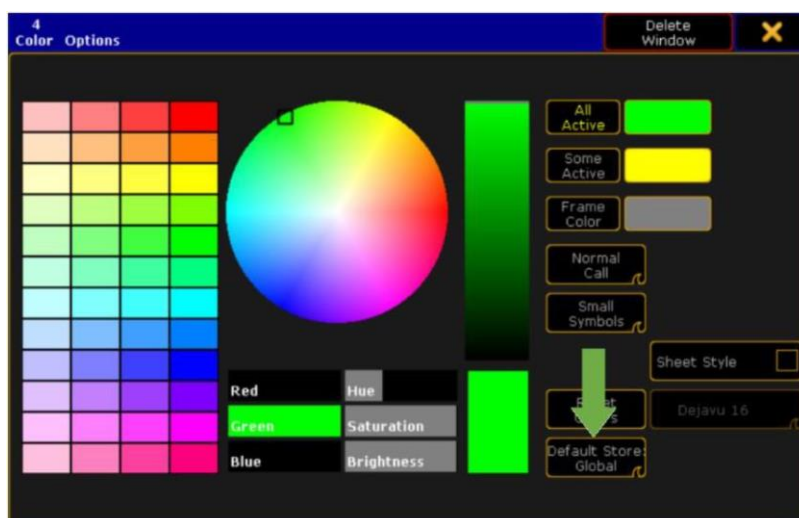 4
Color Options
Delete
Window
All
Active
Some
Active
Frame
Color
Normal
Call
Small
Symbols
Sheet Style
Red
Hue
Green
Saturation
Blue
Brightness
Dejavu 16
Default Store:
Global